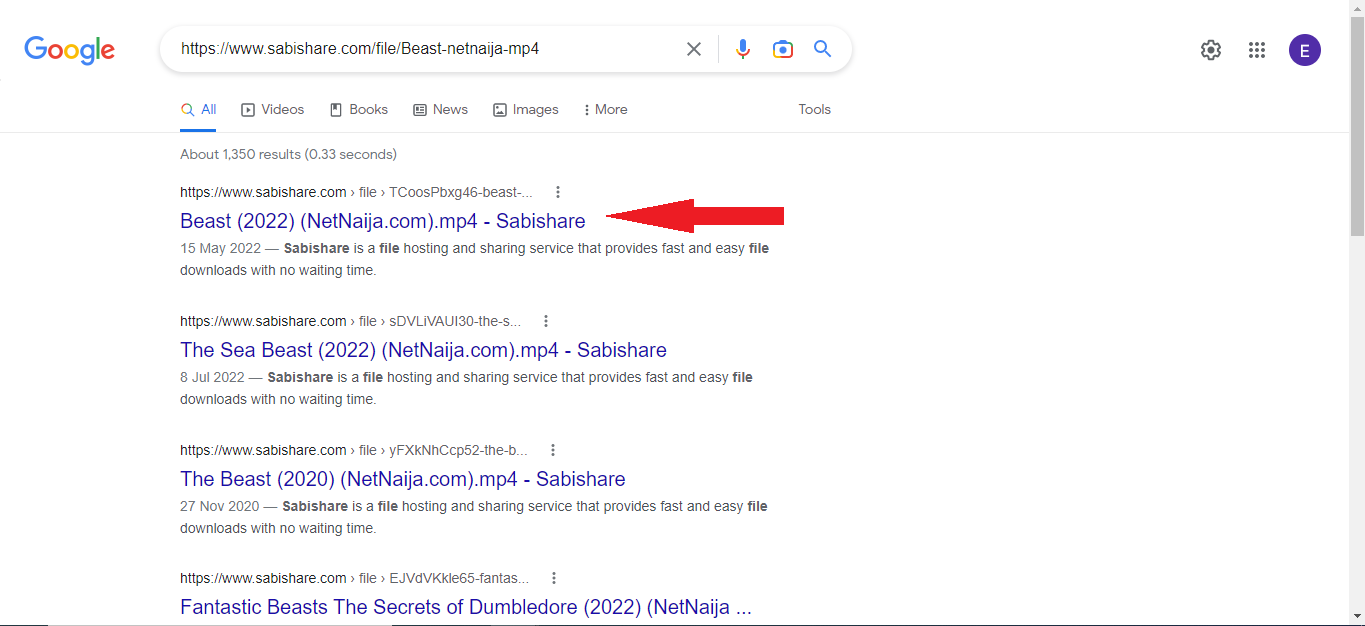 Google
https://www.sabishare.com/file/Beast-netnaija-mp4
E
All Videos Books News Images More Tools
About 1,350 results (0.33 seconds)
https://www.sabishare.com › file › TCoosPbxg46-beast-...
Beast (2022) (NetNaija.com).mp4 - Sabishare
15 May 2022 — Sabishare is a file hosting and sharing service that provides fast and easy file
downloads with no waiting time.
https://www.sabishare.com › file › sDVLiVAUI30-the-s...
The Sea Beast (2022) (NetNaija.com).mp4 - Sabishare
8 Jul 2022 — Sabishare is a file hosting and sharing service that provides fast and easy file
downloads with no waiting time.
https://www.sabishare.com › file › yFXkNhCcp52-the-b...
The Beast (2020) (NetNaija.com).mp4 - Sabishare
27 Nov 2020 — Sabishare is a file hosting and sharing service that provides fast and easy file
downloads with no waiting time.
https://www.sabishare.com › file › EJVdVKkle65-fantas...
Fantastic Beasts The Secrets of Dumbledore (2022) (NetNaija ...